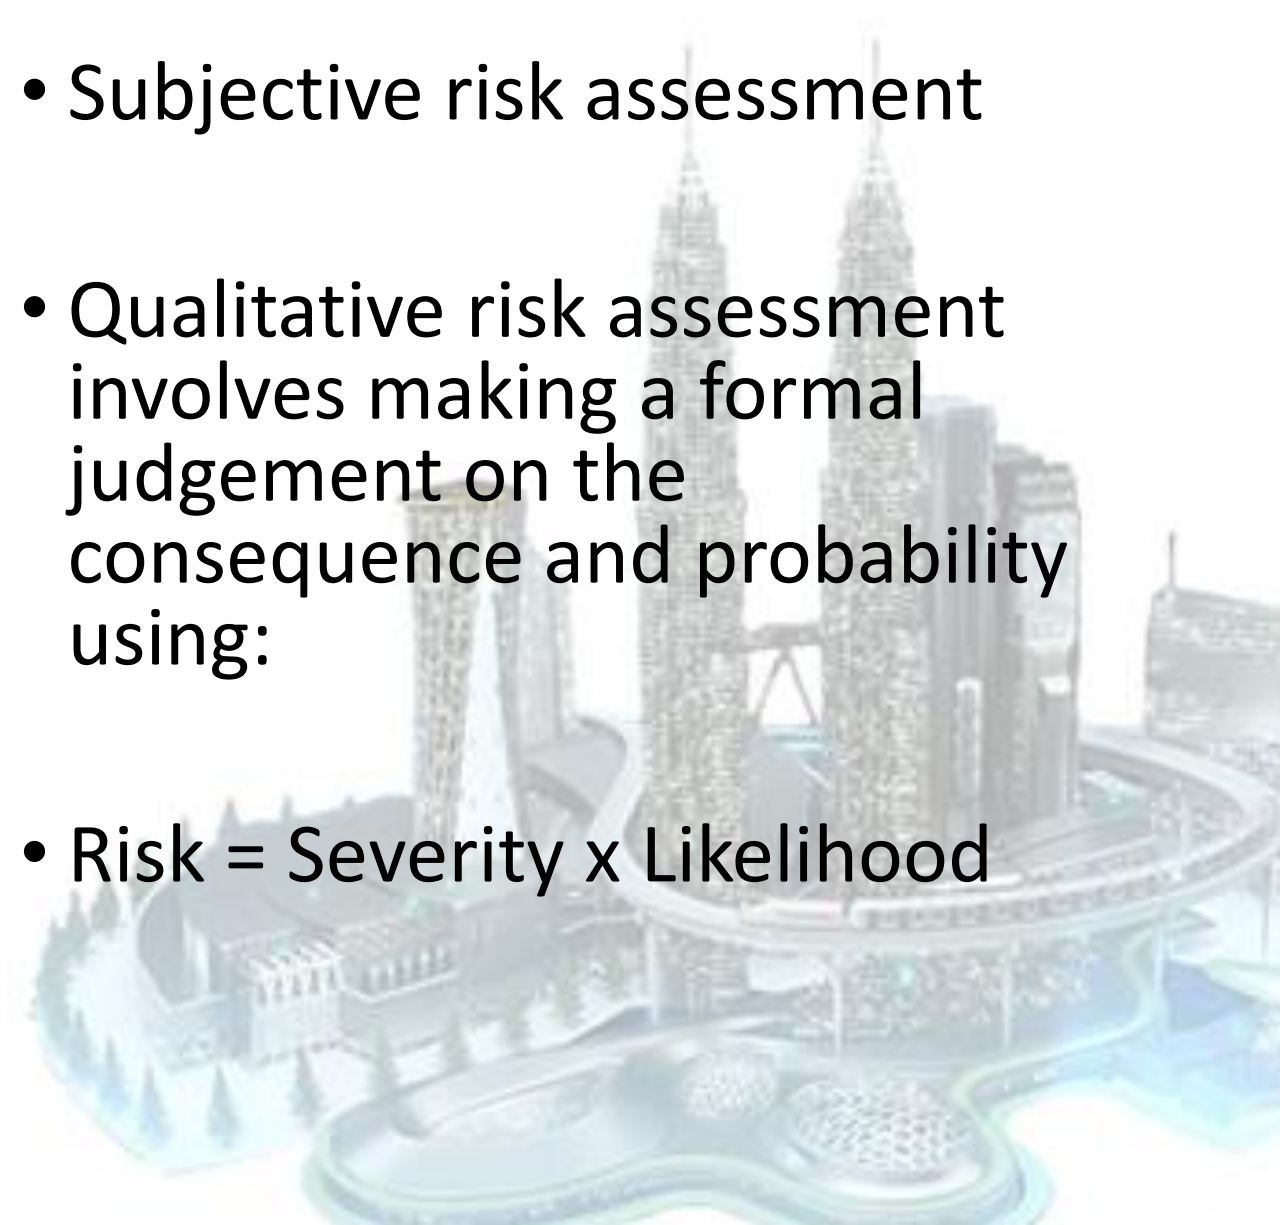 • Subjective risk assessment
• Qualitative risk assessment
involves making a formal
judgement on the
consequence and probability
using:
• Risk = Severity x Likelihood